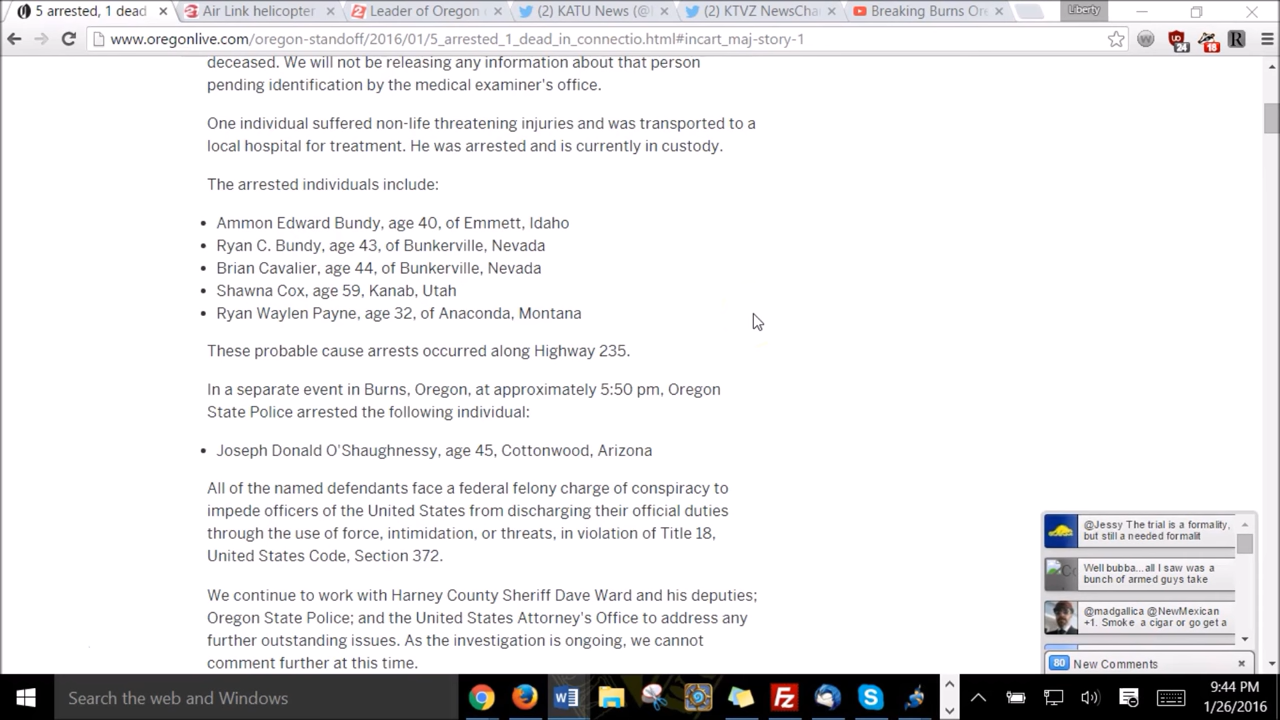 5 arrested, 1 dead
Air Link helicopter
Leader of Oregon
(2) KATU News (@
(2) KTVZ NewsCha
Breaking Burns Ore
Liberty
www.oregonlive.com/oregon-standoff/2016/01/5_arrested_1_dead_in_connectio.html#incart_maj-story-1
24
18
R
deceased. We will not be releasing any information about that person
pending identification by the medical examiner's office.
One individual suffered non-life threatening injuries and was transported to a
local hospital for treatment. He was arrested and is currently in custody.
The arrested individuals include:
• Ammon Edward Bundy, age 40, of Emmett, Idaho
• Ryan C. Bundy, age 43, of Bunkerville, Nevada
• Brian Cavalier, age 44, of Bunkerville, Nevada
• Shawna Cox, age 59, Kanab, Utah
• Ryan Waylen Payne, age 32, of Anaconda, Montana
These probable cause arrests occurred along Highway 235.
In a separate event in Burns, Oregon, at approximately 5:50 pm, Oregon
State Police arrested the following individual:
• Joseph Donald O'Shaughnessy, age 45, Cottonwood, Arizona
All of the named defendants face a federal felony charge of conspiracy to
impede officers of the United States from discharging their official duties
through the use of force, intimidation, or threats, in violation of Title 18,
United States Code, Section 372.
We continue to work with Harney County Sheriff Dave Ward and his deputies;
Oregon State Police; and the United States Attorney's Office to address any
further outstanding issues. As the investigation is ongoing, we cannot
comment further at this time.
@Jessy The trial is a formality,
but still a needed formalit
Well bubba...all I saw was a
bunch of armed guys take
@madgallica @NewMexican
+1. Smoke a cigar or go get a
80 New Comments
Search the web and Windows
9:44 PM
1/26/2016